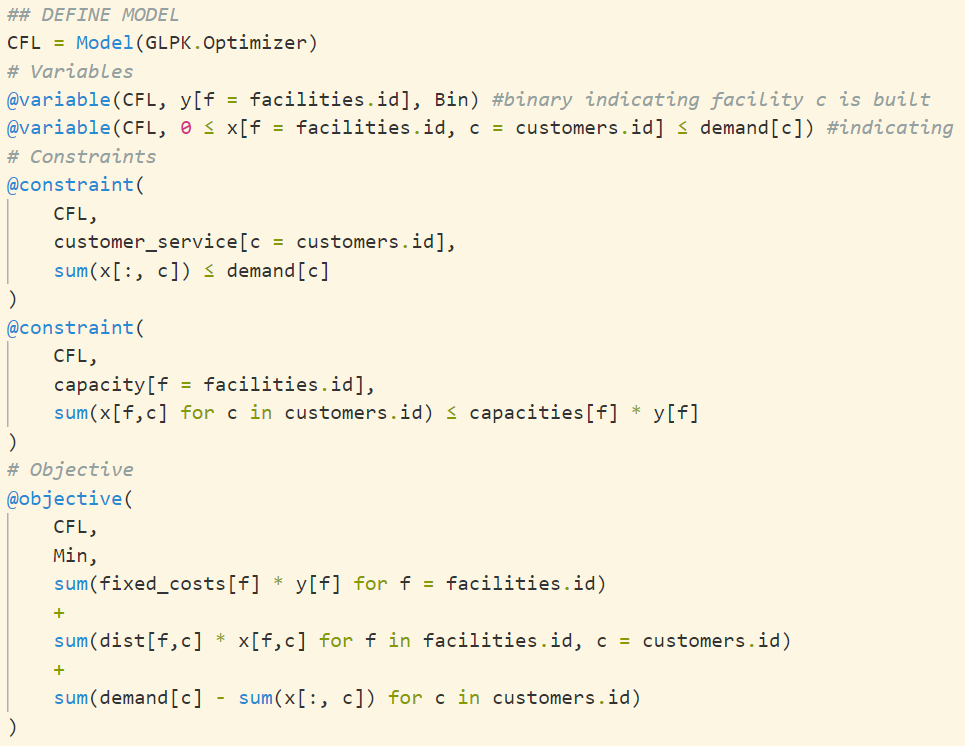 ## DEFINE MODEL
CFL = Model(GLPK.Optimizer)
# Variables
@variable(CFL, y[f = facilities.id], Bin) #binary indicating facility c is built
@variable(CFL, 0 ≤ x[f = facilities.id, c = customers.id] ≤ demand[c]) #indicating
# Constraints
@constraint(
    CFL,
    customer_service[c = customers.id],
    sum(x[:, c]) ≤ demand[c]
)
@constraint(
    CFL,
    capacity[f = facilities.id],
    sum(x[f,c] for c in customers.id) ≤ capacities[f] * y[f]
)
# Objective
@objective(
    CFL,
    Min,
    sum(fixed_costs[f] * y[f] for f = facilities.id)
    +
    sum(dist[f,c] * x[f,c] for f in facilities.id, c = customers.id)
    +
    sum(demand[c] - sum(x[:, c]) for c in customers.id)
)